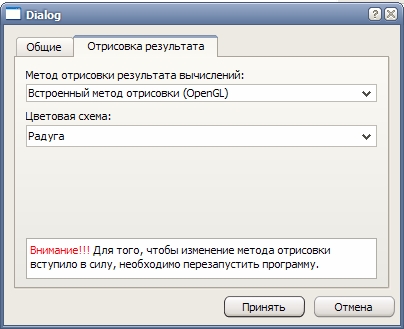 Dialog
Общие
Отрисовка результата
Метод отрисовки результата вычислений:
Встроенный метод отрисовки (OpenGL)
Цветовая схема:
Радуга
Внимание!!! Для того, чтобы изменение метода отрисовки
вступило в силу, необходимо перезапустить программу.
Принять
Отмена